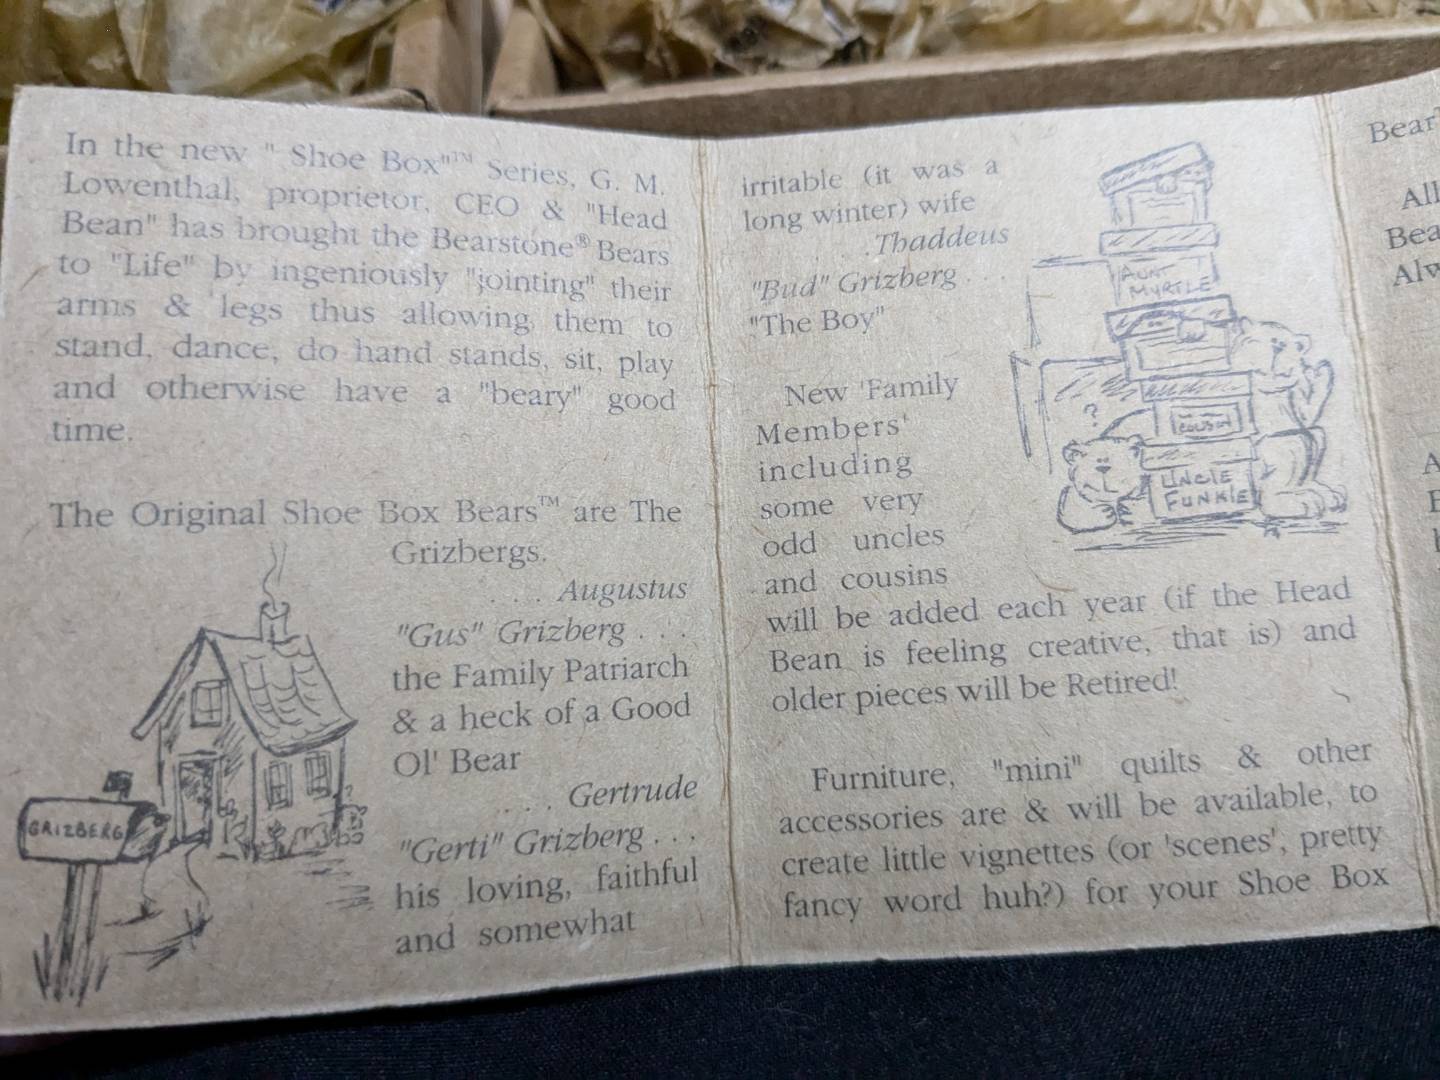 In the new " Shoe Box"™ Series, G. M.
Lowenthal, proprietor, CEO & "Head
Bean" has brought the Bearstone® Bears
to "Life" by ingeniously "jointing" their
arms & legs thus allowing them to
stand, dance, do hand stands, sit, play
and otherwise have a "beary" good
time.
The Original Shoe Box Bears™ are The
Grizbergs.
. . . Augustus
"Gus" Grizberg . . .
the Family Patriarch
& a heck of a Good
Ol' Bear
. . . Gertrude
"Gerti" Grizberg . . .
his loving, faithful
and somewhat
GRIZBERG
irritable (it was a
long winter) wife
. . . Thaddeus
"Bud" Grizberg . . .
"The Boy"
New 'Family
Members'
including
some very
odd uncles
and cousins
will be added each year (if the Head
Bean is feeling creative, that is) and
older pieces will be Retired!
Furniture, "mini" quilts & other
accessories are & will be available, to
create little vignettes (or 'scenes', pretty
fancy word huh?) for your Shoe Box
AUNT
MYRTLE
?
UNCLE
FUNKIE
Bear
All